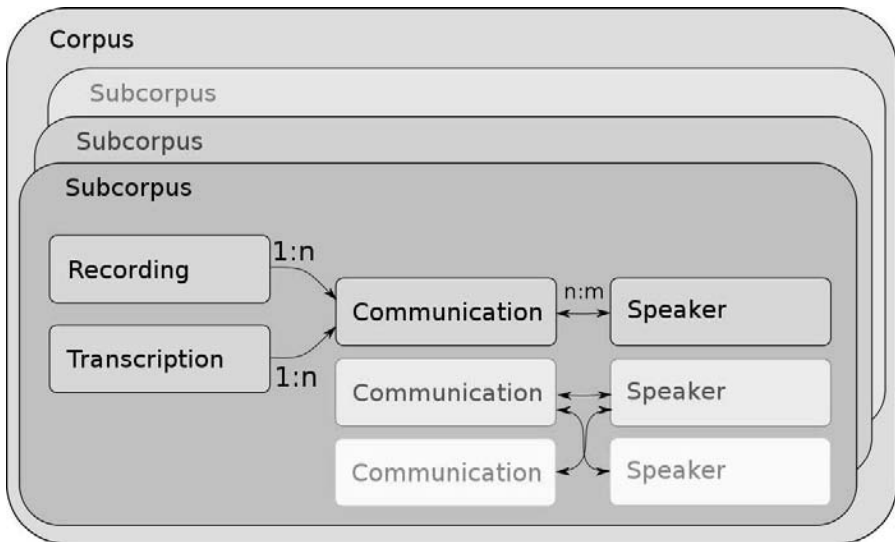 Corpus
Subcorpus
Subcorpus
Subcorpus
Recording
1:n
Transcription
1:n
Communication
n:m
Speaker
Communication
Speaker
Communication
Speaker